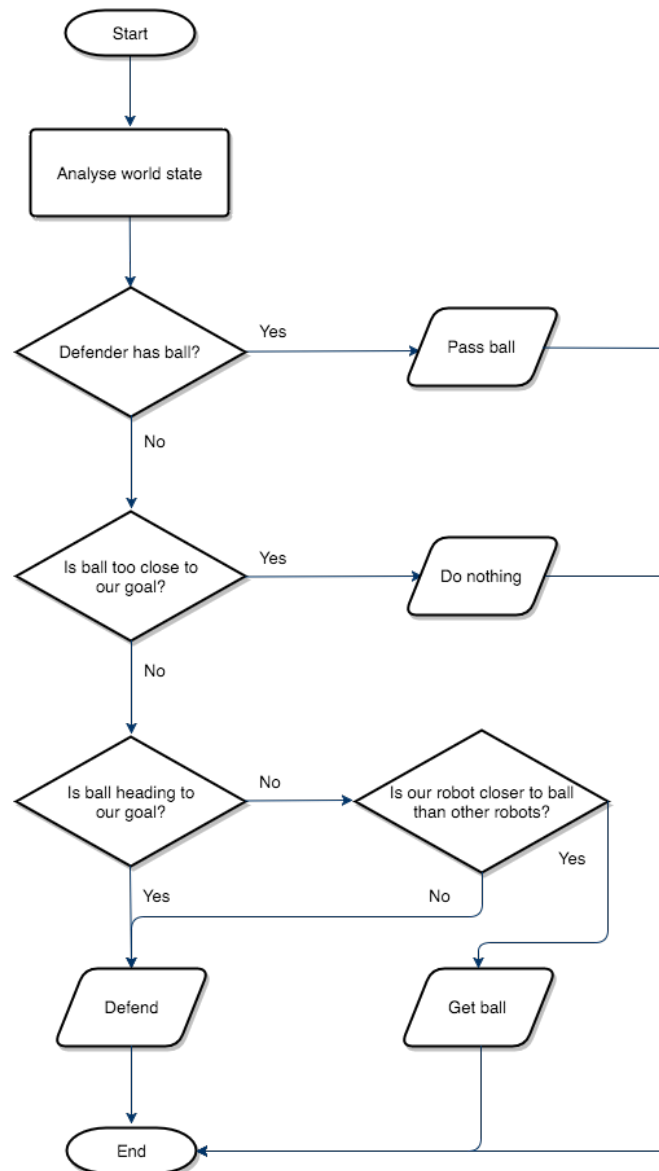 Start
Analyse world state
Defender has ball?
Yes
Pass ball
No
Is ball too close to
our goal?
Yes
Do nothing
No
Is ball heading to
our goal?
No
Is our robot closer to ball
than other robots?
Yes
Yes
No
Defend
Get ball
End